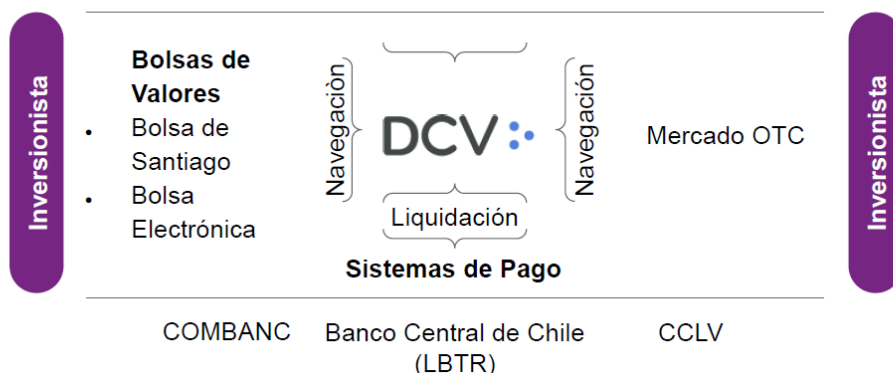 Inversionista
Bolsas de
Valores
• Bolsa de
Santiago
• Bolsa
Electrónica
Navegaciòn
DCV
Navegación
Liquidación
Sistemas de Pago
Mercado OTC
Inversionista
COMBANC
Banco Central de Chile
(LBTR)
CCLV